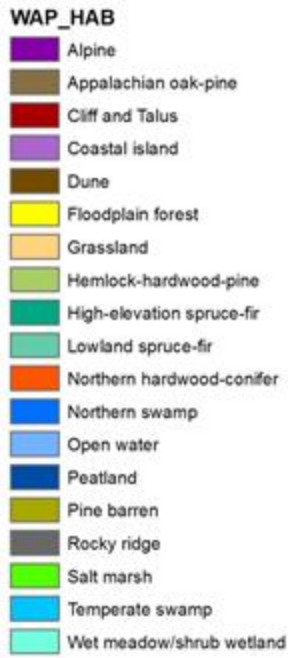 WAP_HAB
Alpine
Appalachian oak-pine
Cliff and Talus
Coastal island
Dune
Floodplain forest
Grassland
Hemlock-hardwood-pine
High-elevation spruce-fir
Lowland spruce-fir
Northern hardwood-conifer
Northern swamp
Open water
Peatland
Pine barren
Rocky ridge
Salt marsh
Temperate swamp
Wet meadow/shrub wetland